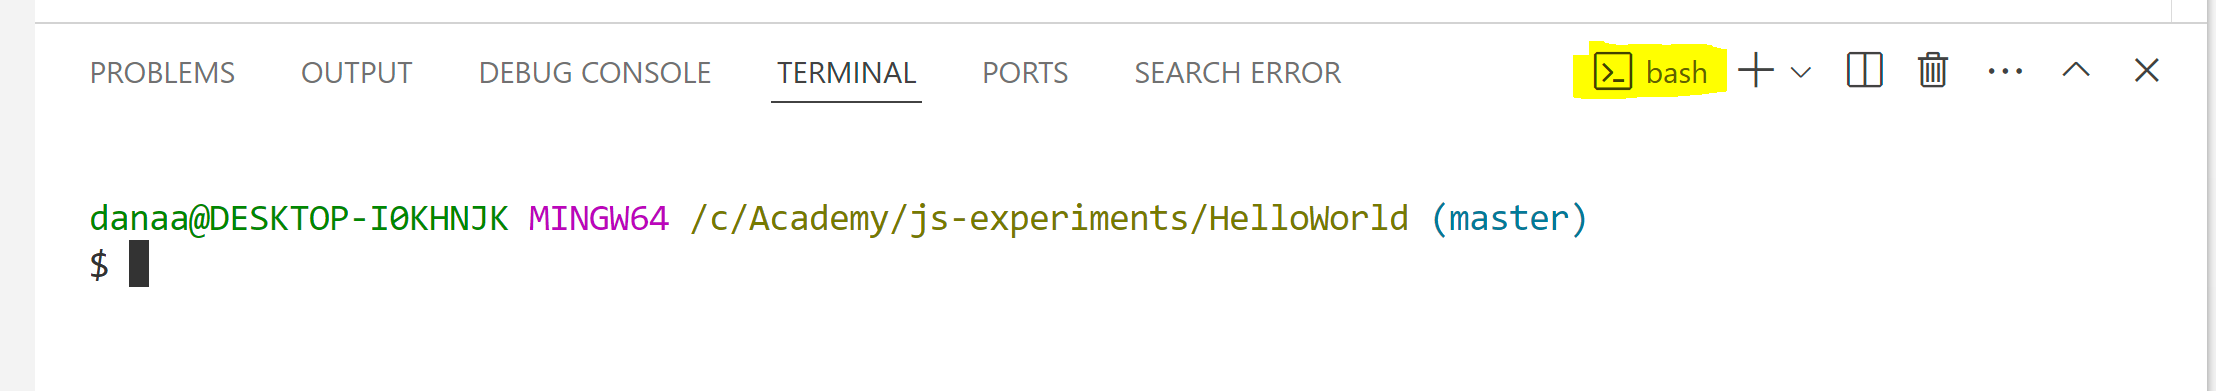 PROBLEMS OUTPUT DEBUG CONSOLE TERMINAL PORTS SEARCH ERROR bash
danaa@DESKTOP-I0KHNJK MINGW64 /c/Academy/js-experiments/HelloWorld (master)
$